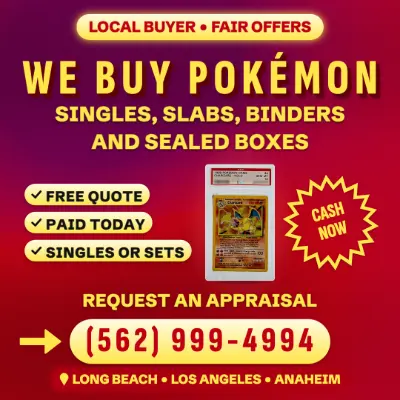 LOCAL BUYER • FAIR OFFERS
WE BUY POKÉMON
SINGLES, SLABS, BINDERS
AND SEALED BOXES
FREE QUOTE
PAID TODAY
SINGLES OR SETS
CASH
NOW
REQUEST AN APPRAISAL
(562) 999-4994
LONG BEACH • LOS ANGELES • ANAHEIM